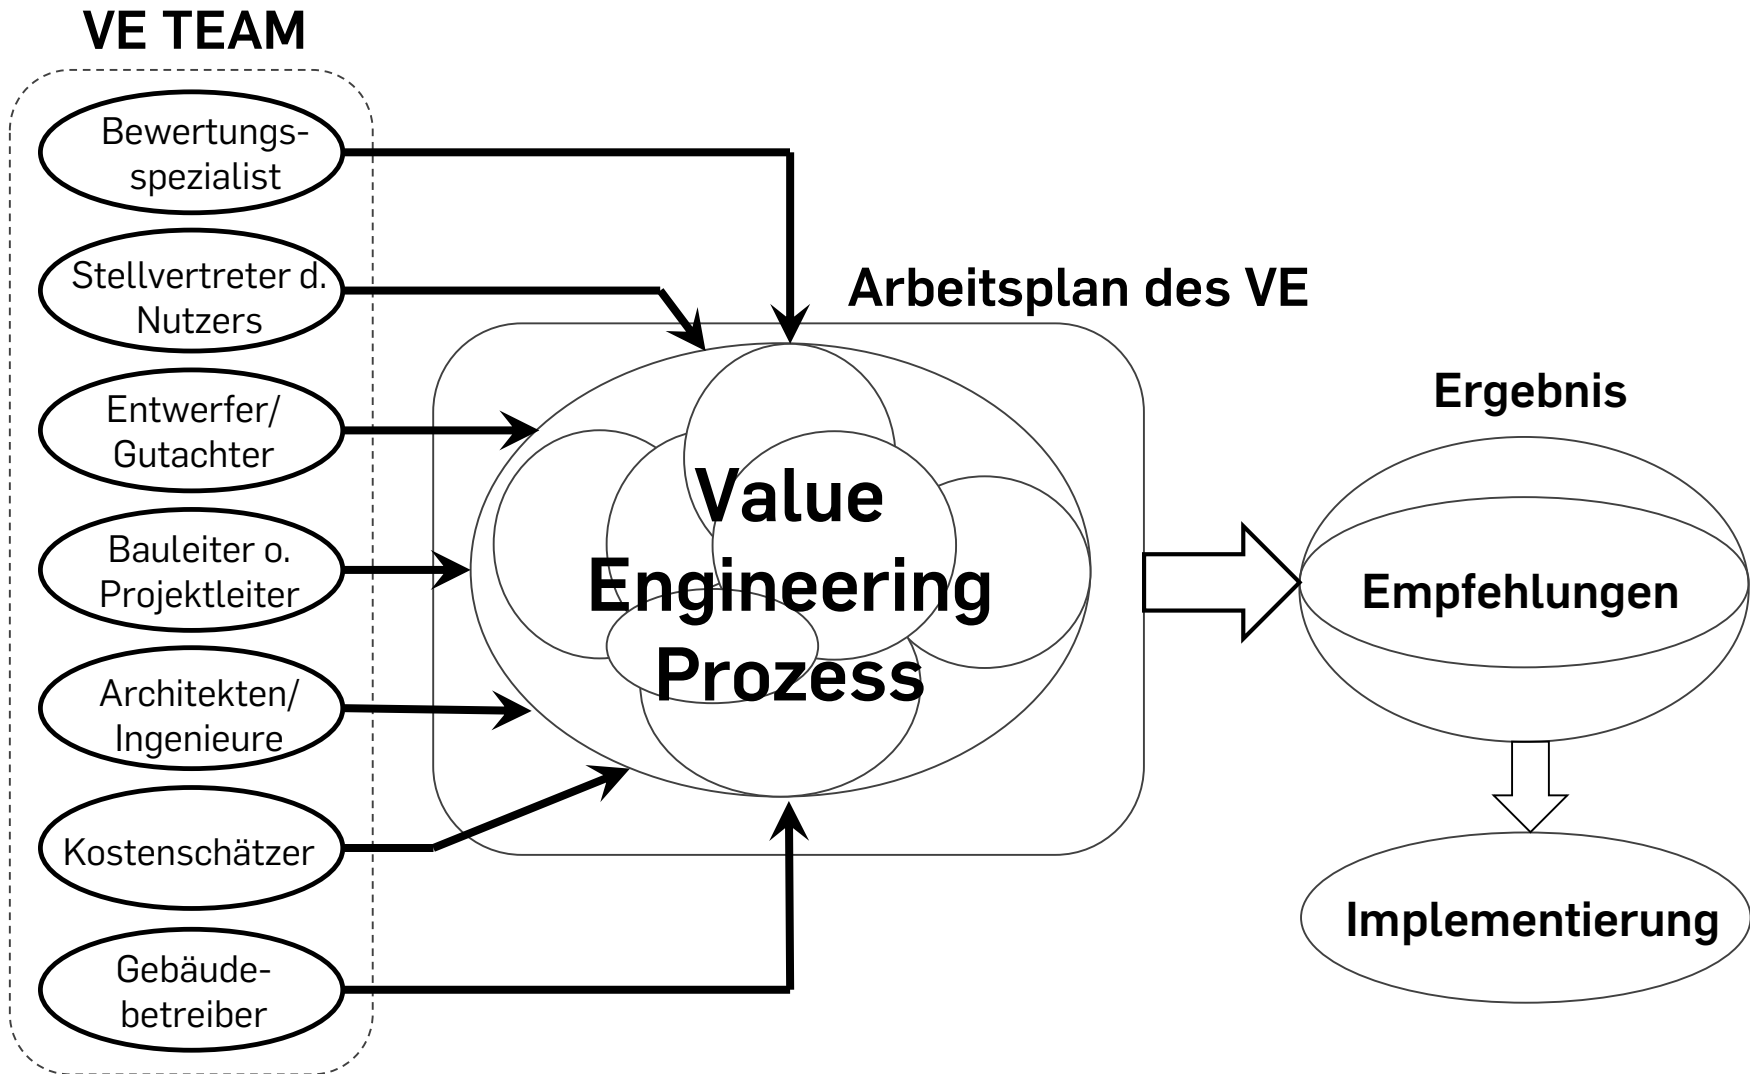 VE TEAM
Bewertungs-
spezialist
Stellvertreter d.
Nutzers
Entwerfer/
Gutachter
Bauleiter o.
Projektleiter
Architekten/
Ingenieure
Kostenschätzer
Gebäude-
betreiber
Arbeitsplan des VE
Value
Engineering
Prozess
Ergebnis
Empfehlungen
Implementierung